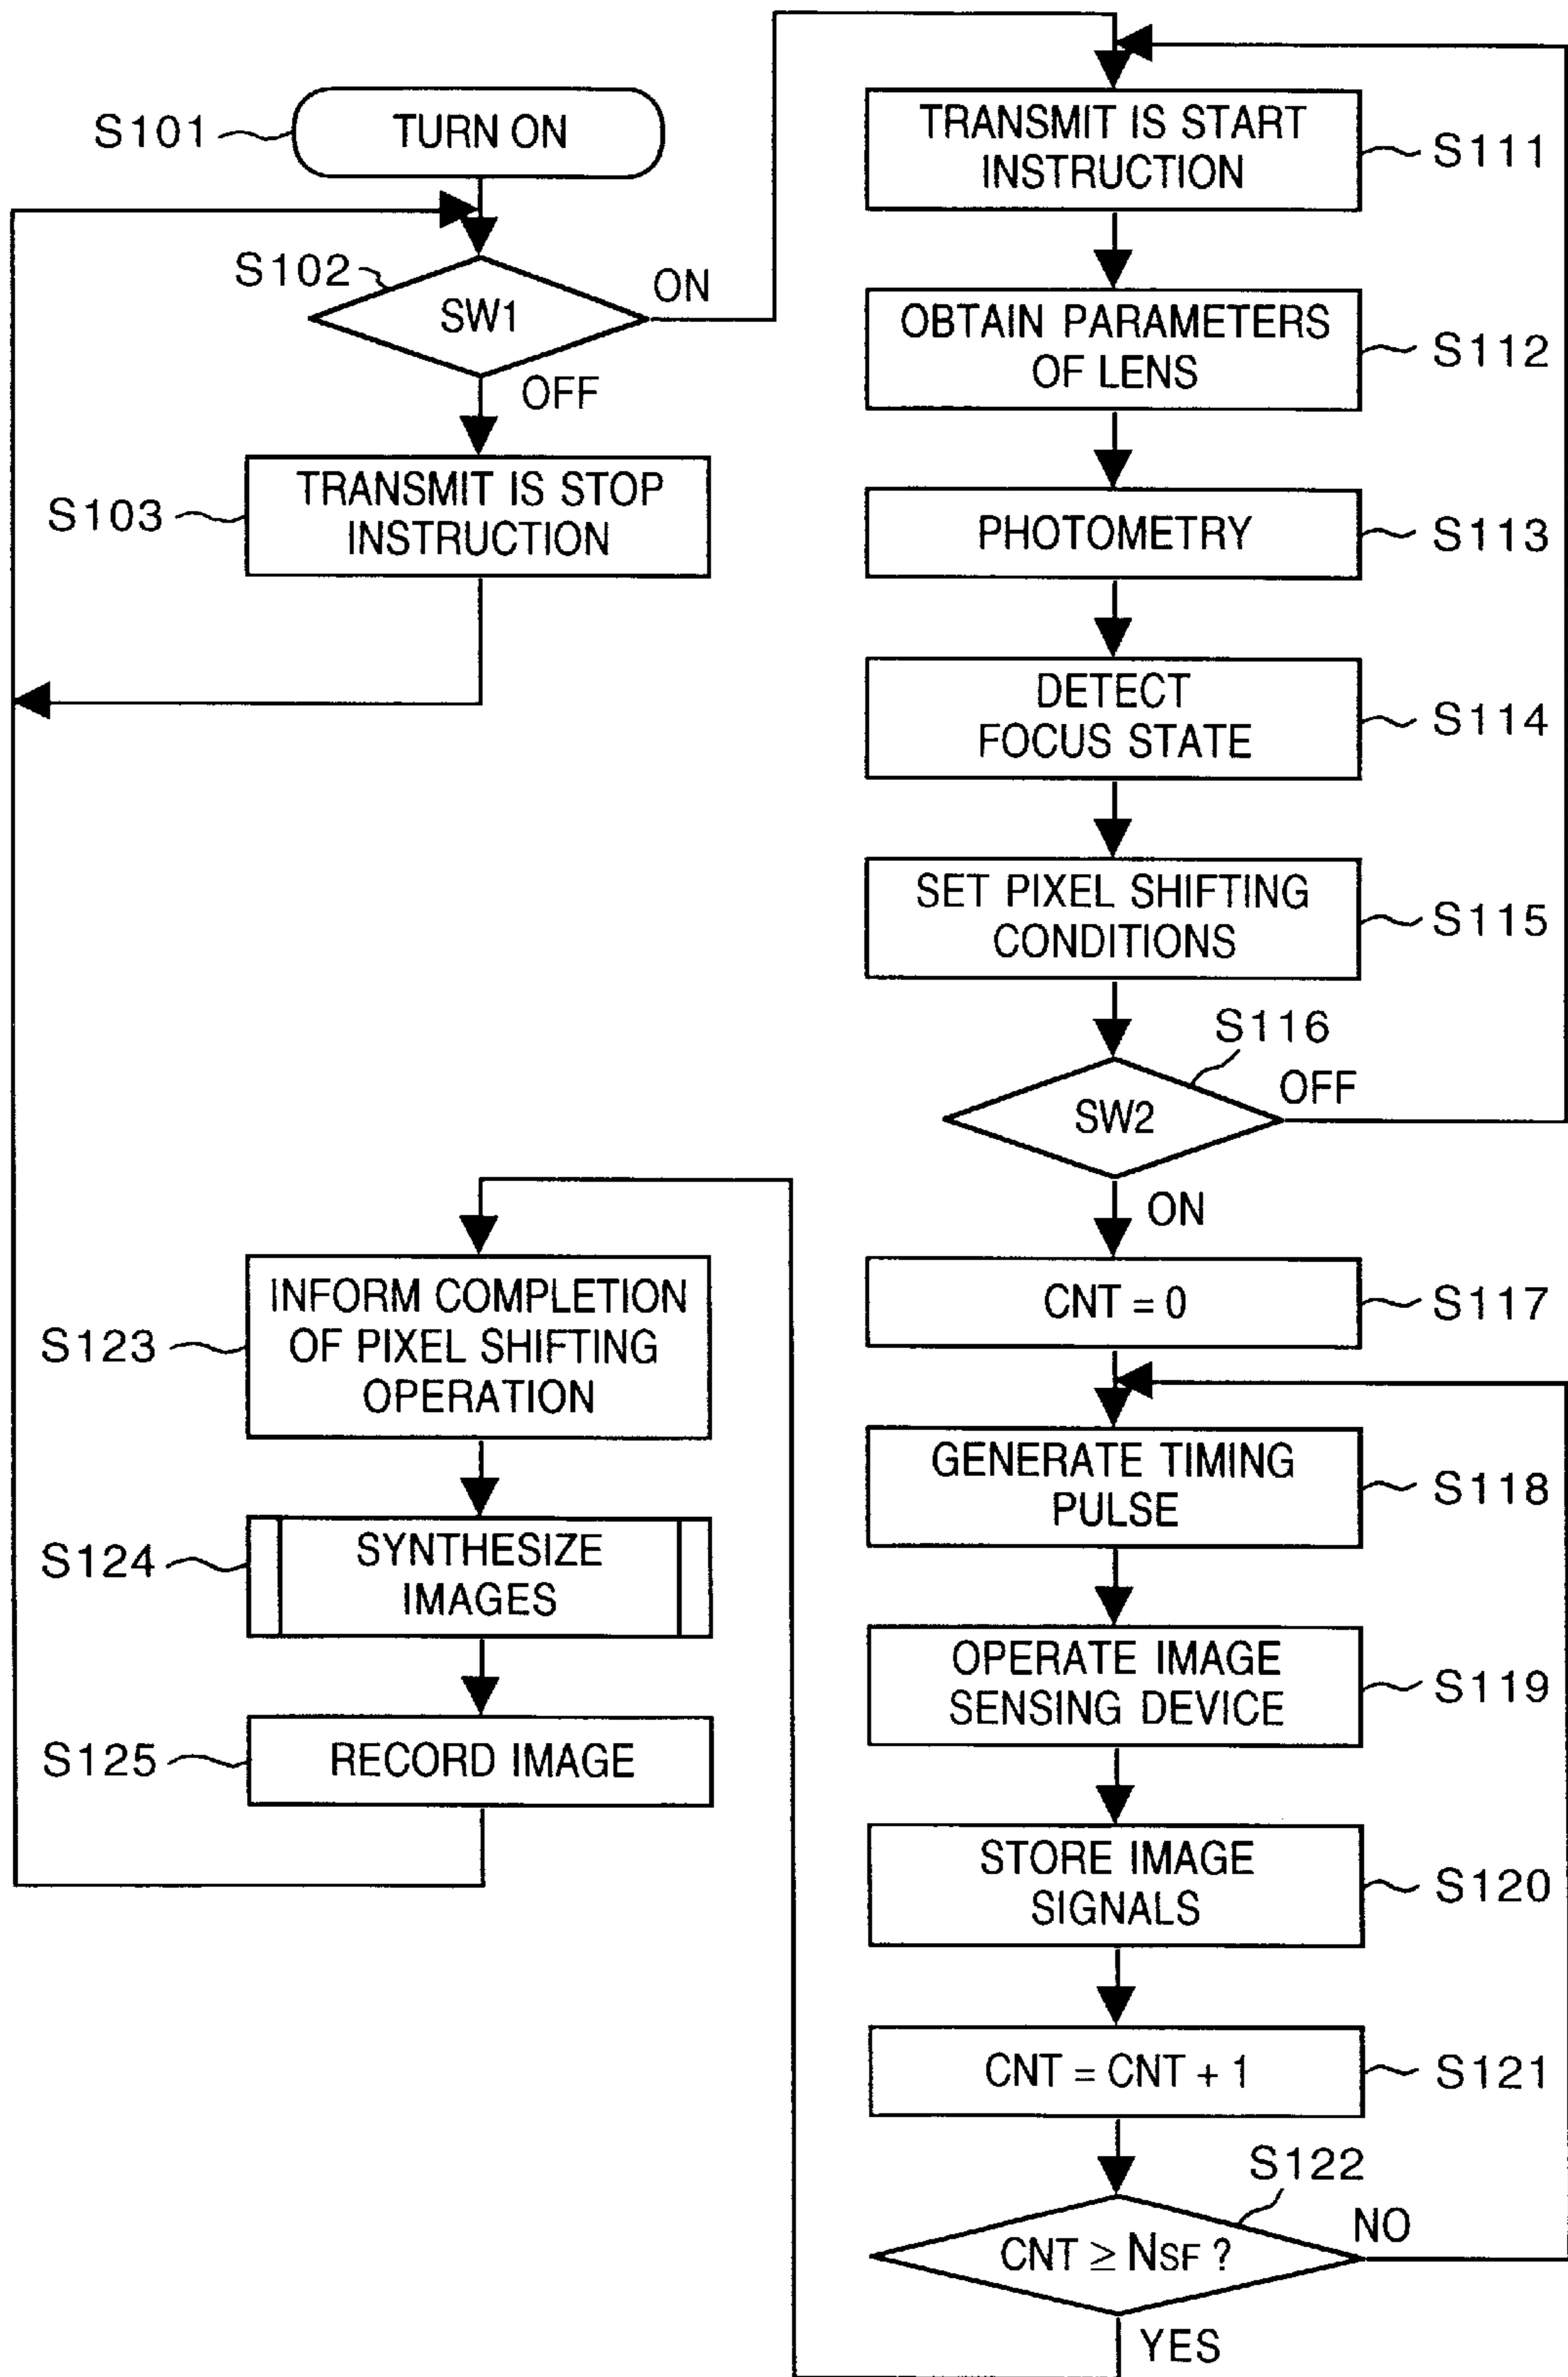 S101
TURN ON
S102
SW1
ON
OFF
S103
TRANSMIT IS STOP
INSTRUCTION
TRANSMIT IS START
INSTRUCTION
S111
OBTAIN PARAMETERS
OF LENS
S112
PHOTOMETRY
S113
DETECT
FOCUS STATE
S114
SET PIXEL SHIFTING
CONDITIONS
S115
S116
SW2
OFF
ON
CNT = 0
S117
GENERATE TIMING
PULSE
S118
OPERATE IMAGE
SENSING DEVICE
S119
STORE IMAGE
SIGNALS
S120
CNT = CNT + 1
S121
S122
CNT ≥ NSF ?
NO
YES
S123
INFORM COMPLETION
OF PIXEL SHIFTING
OPERATION
S124
SYNTHESIZE
IMAGES
S125
RECORD IMAGE